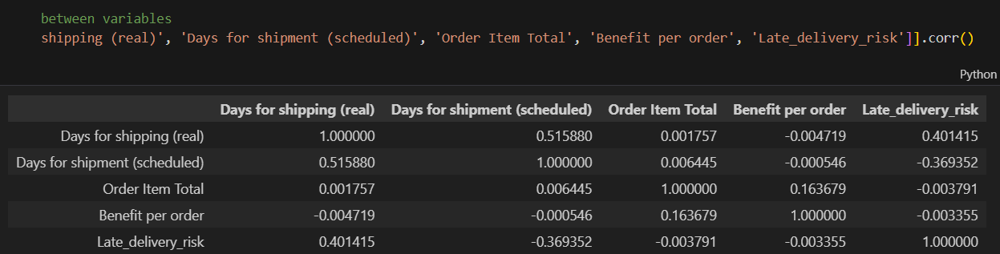 between variables
shipping (real)', 'Days for shipment (scheduled)', 'Order Item Total', 'Benefit per order', 'Late_delivery_risk']].corr()
Python
Days for shipping (real) Days for shipment (scheduled) Order Item Total Benefit per order Late_delivery_risk
Days for shipping (real) 1.000000 0.515880 0.001757 -0.004719 0.401415
Days for shipment (scheduled) 0.515880 1.000000 0.006445 -0.000546 -0.369352
Order Item Total 0.001757 0.006445 1.000000 0.163679 -0.003791
Benefit per order -0.004719 -0.000546 0.163679 1.000000 -0.003355
Late_delivery_risk 0.401415 -0.369352 -0.003791 -0.003355 1.000000